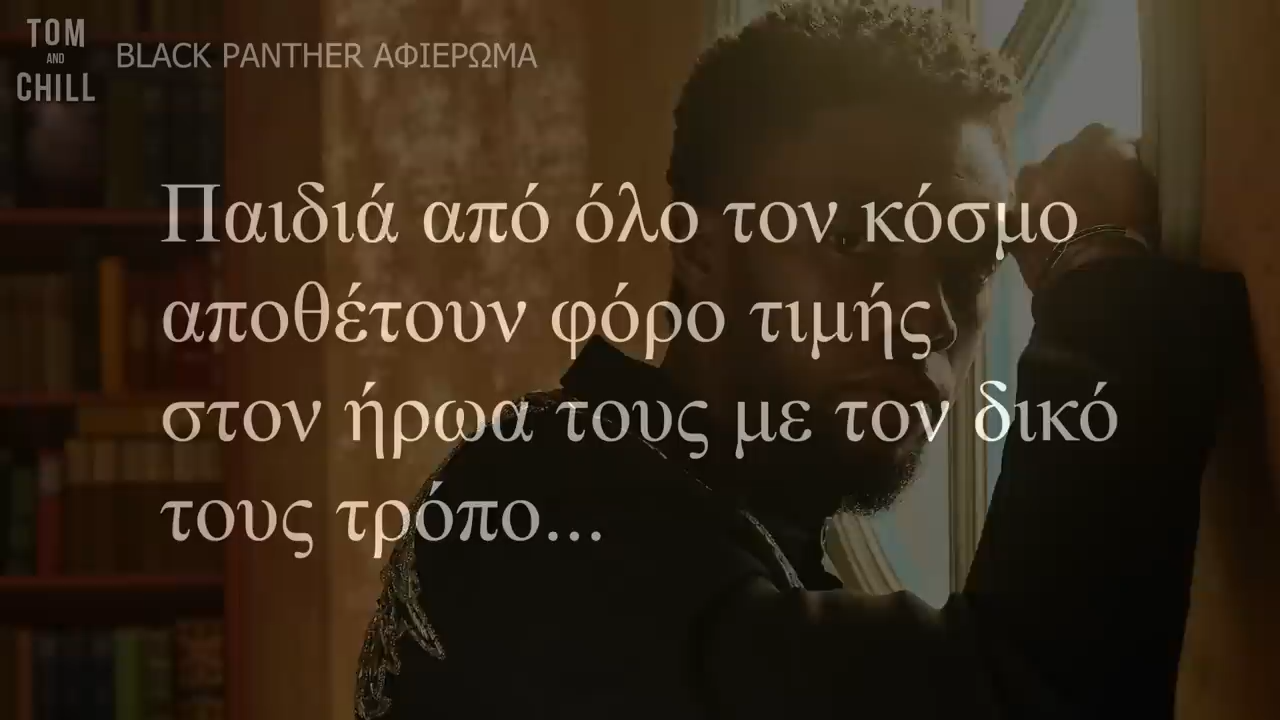 TOM
AND
CHILL
BLACK PANTHER ΑΦΙΕΡΩΜΑ
Παιδιά από όλο τον κόσμο
αποθέτουν φόρο τιμής
στον ήρωα τους με τον δικό
τους τρόπο...